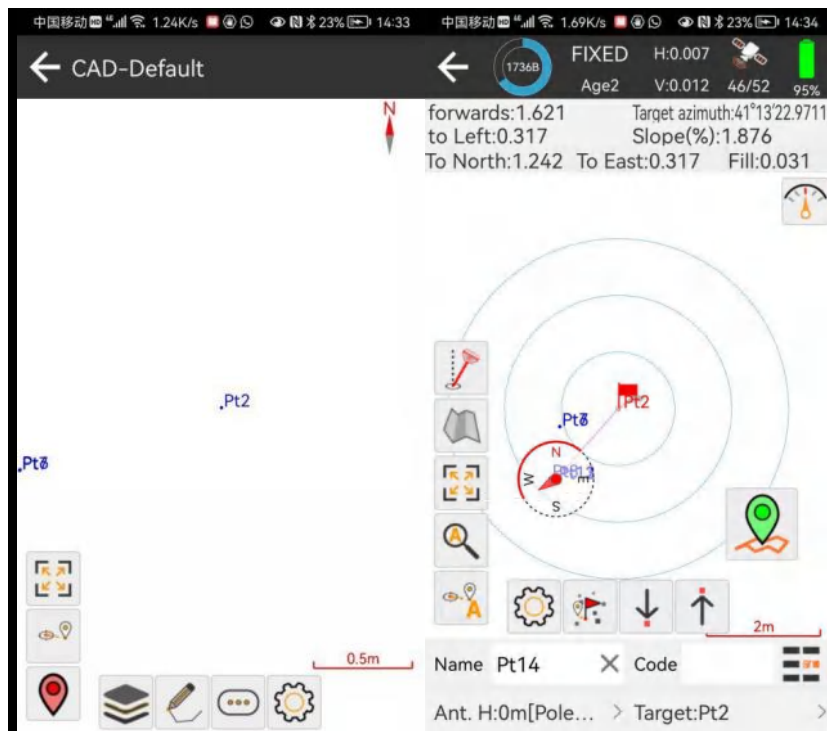 中国移动 HD 1.24K/s 23% 14:33
CAD-Default
N
Pt2
0.5m
中国移动 HD 1.69K/s 23% 14:34
1736B
FIXED
H:0.007
Age2
V:0.012
46/52
95%
forwards:1.621
Target azimuth:41°13'22.9711
to Left:0.317
Slope(%):1.876
To North:1.242 To East:0.317 Fill:0.031
Pt2
N
W
E
S
A
A
2m
Name Pt14
Code
Ant. H:0m[Pole...
Target:Pt2